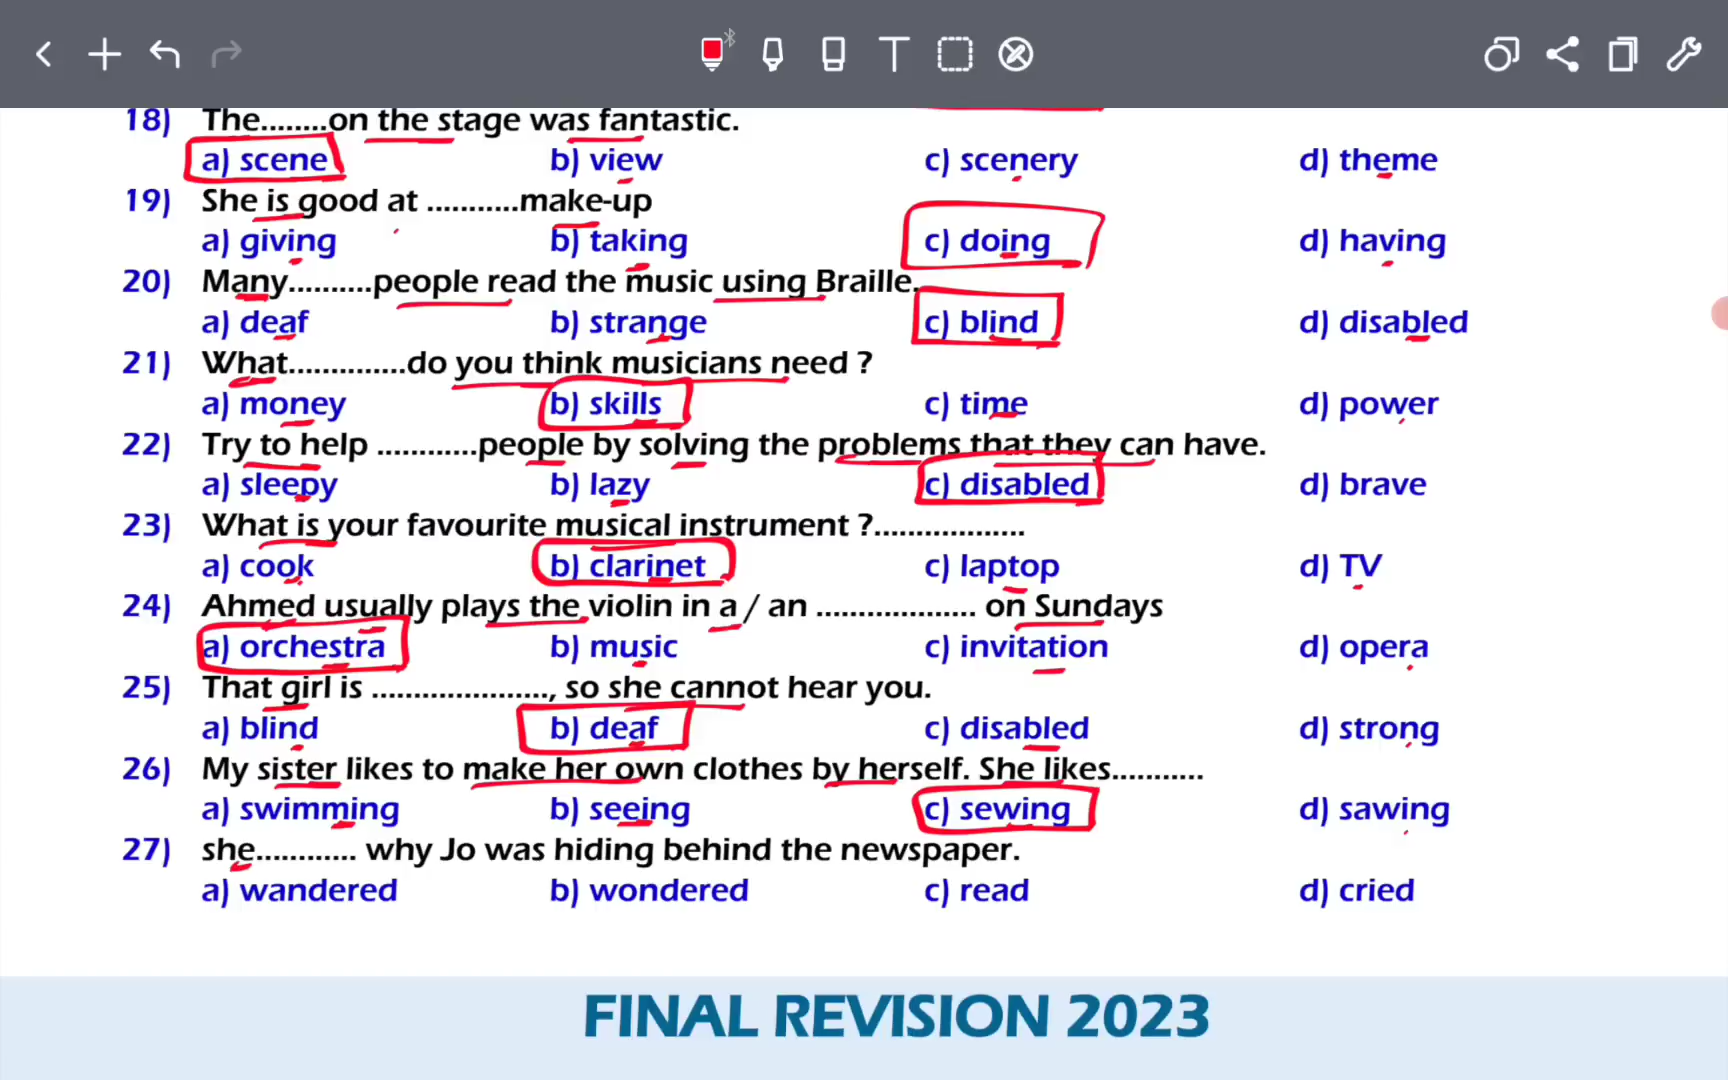 18) The........on the stage was fantastic.
a) scene b) view c) scenery d) theme
19) She is good at ...........make-up
a) giving b) taking c) doing d) having
20) Many..........people read the music using Braille.
a) deaf b) strange c) blind d) disabled
21) What..............do you think musicians need ?
a) money b) skills c) time d) power
22) Try to help ............people by solving the problems that they can have.
a) sleepy b) lazy c) disabled d) brave
23) What is your favourite musical instrument ?..................
a) cook b) clarinet c) laptop d) TV
24) Ahmed usually plays the violin in a / an ................... on Sundays
a) orchestra b) music c) invitation d) opera
25) That girl is ....................., so she cannot hear you.
a) blind b) deaf c) disabled d) strong
26) My sister likes to make her own clothes by herself. She likes...........
a) swimming b) seeing c) sewing d) sawing
27) she............ why Jo was hiding behind the newspaper.
a) wandered b) wondered c) read d) cried
FINAL REVISION 2023